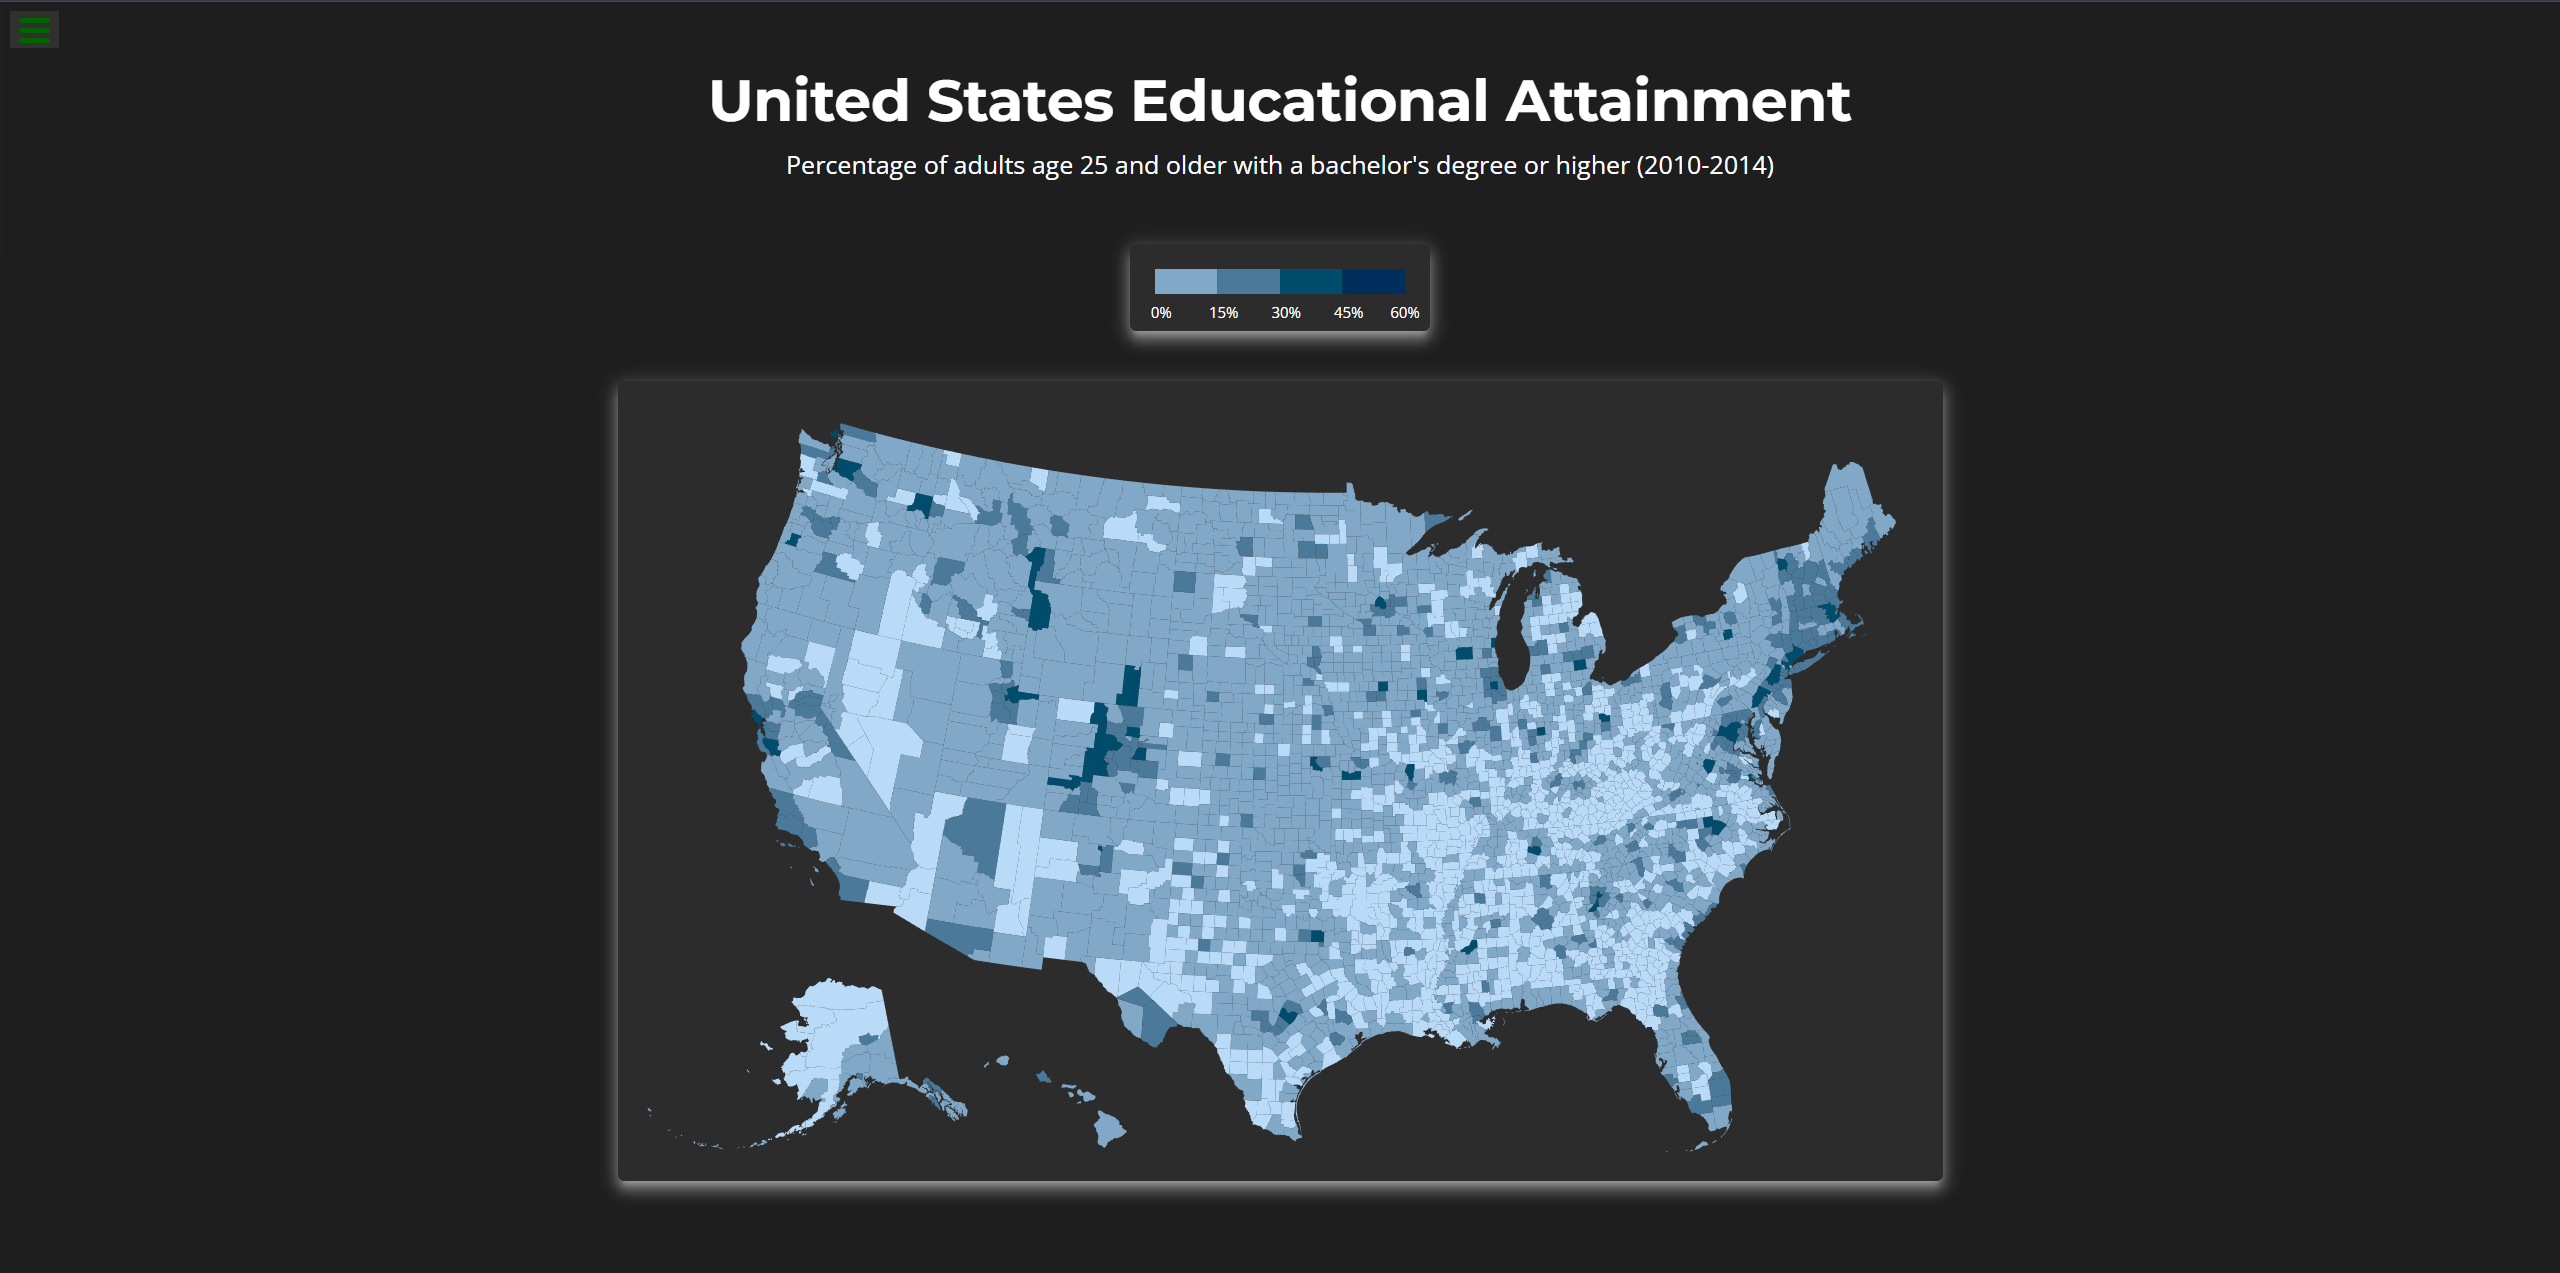 United States Educational Attainment
Percentage of adults age 25 and older with a bachelor's degree or higher (2010-2014)
0% 15% 30% 45% 60%